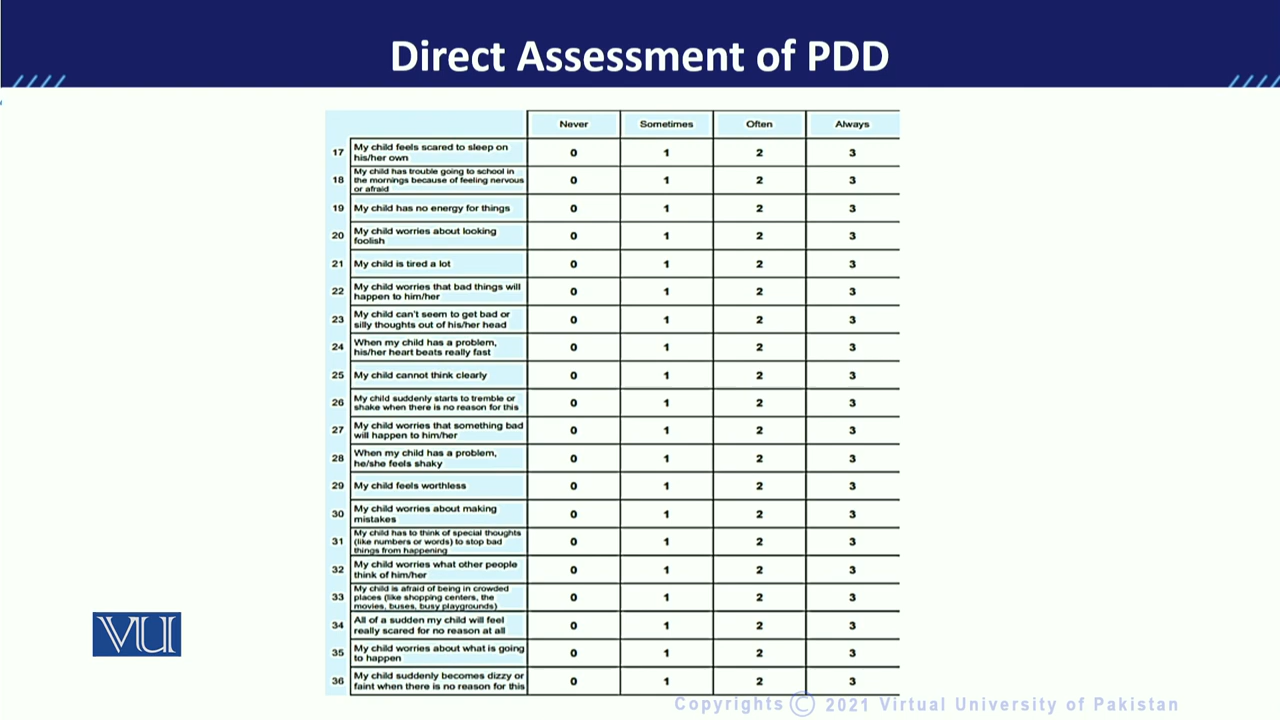 Direct Assessment of PDD
Never Sometimes Often Always
17 My child feels scared to sleep on
his/her own 0 1 2 3
18 My child has trouble going to school in
the mornings because of feeling nervous
or afraid 0 1 2 3
19 My child has no energy for things 0 1 2 3
20 My child worries about looking
foolish 0 1 2 3
21 My child is tired a lot 0 1 2 3
22 My child worries that bad things will
happen to him/her 0 1 2 3
23 My child can't seem to get bad or
silly thoughts out of his/her head 0 1 2 3
24 When my child has a problem,
his/her heart beats really fast 0 1 2 3
25 My child cannot think clearly 0 1 2 3
26 My child suddenly starts to tremble or
shake when there is no reason for this 0 1 2 3
27 My child worries that something bad
will happen to him/her 0 1 2 3
28 When my child has a problem,
he/she feels shaky 0 1 2 3
29 My child feels worthless 0 1 2 3
30 My child worries about making
mistakes 0 1 2 3
31 My child has to think of special thoughts
(like numbers or words) to stop bad
things from happening 0 1 2 3
32 My child worries what other people
think of him/her 0 1 2 3
33 My child is afraid of being in crowded
places (like shopping centers, the
movies, buses, busy playgrounds) 0 1 2 3
34 All of a sudden my child will feel
really scared for no reason at all 0 1 2 3
35 My child worries about what is going
to happen 0 1 2 3
36 My child suddenly becomes dizzy or
faint when there is no reason for this 0 1 2 3
VU
Copyrights © 2021 Virtual University of Pakistan